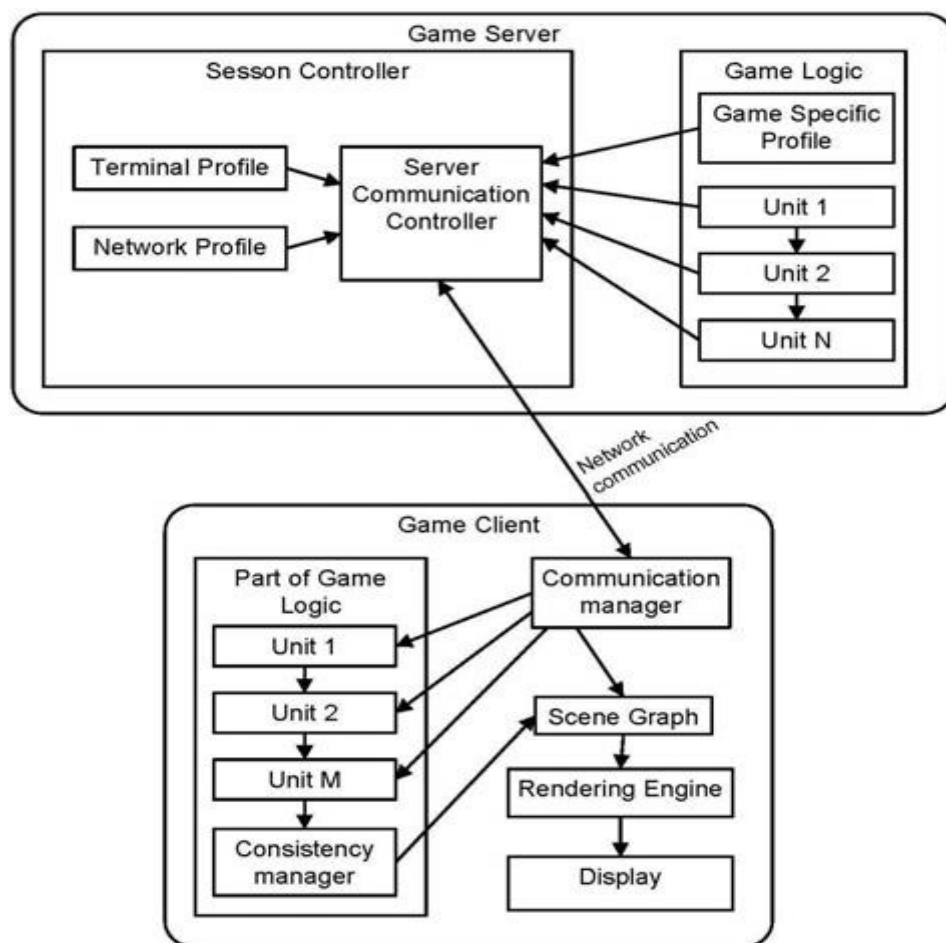 Game Server
Sesson Controller
Game Logic
Game Specific
Profile
Terminal Profile
Server
Communication
Controller
Network Profile
Unit 1
Unit 2
Unit N
Network
communication
Game Client
Part of Game
Logic
Communication
manager
Unit 1
Unit 2
Scene Graph
Unit M
Rendering Engine
Consistency
manager
Display